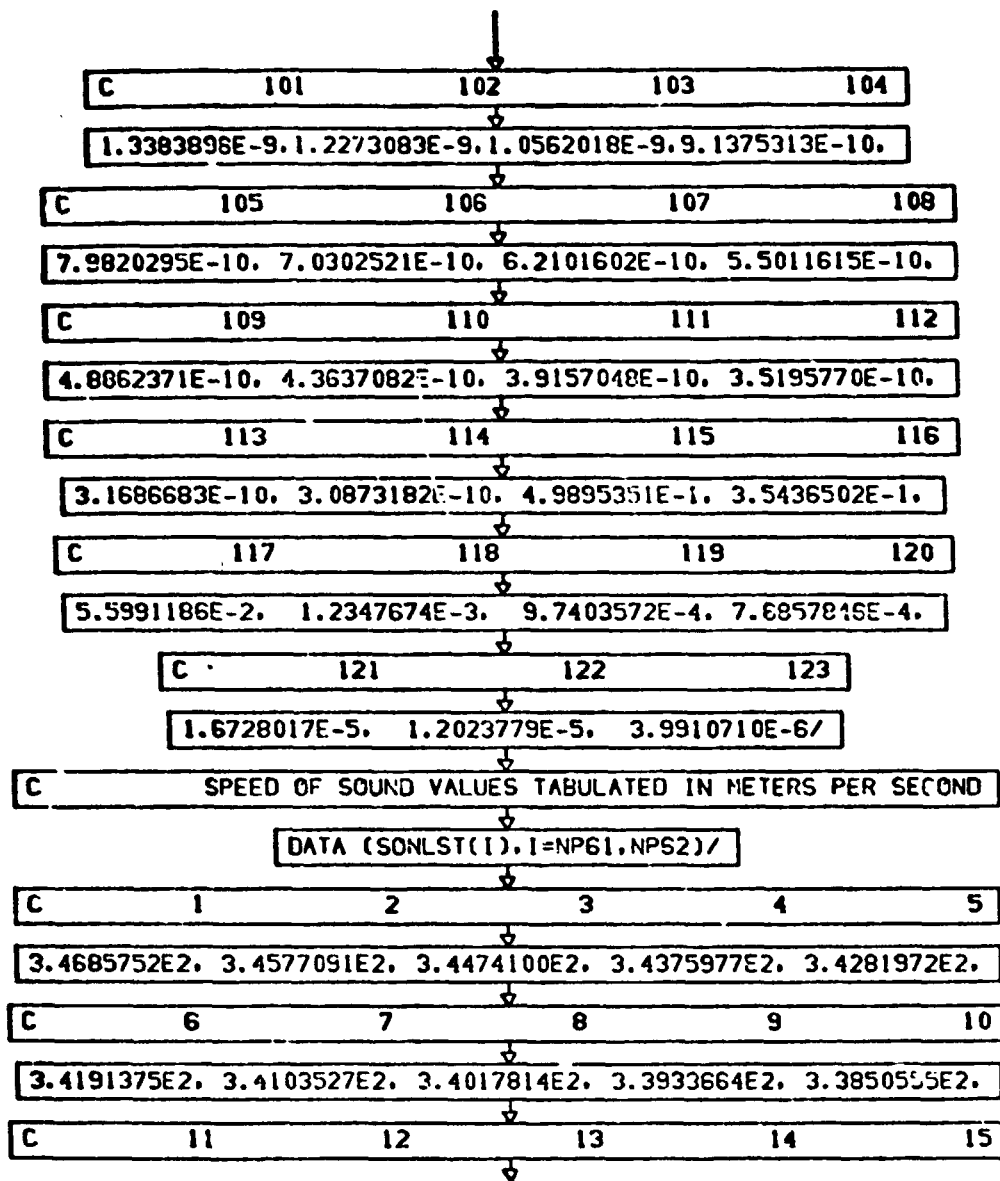 C 101 102 103 104
1.3383896E-9, 1.2273083E-9, 1.0562018E-9, 9.1375313E-10,
C 105 106 107 108
7.9820295E-10, 7.0302521E-10, 6.2101602E-10, 5.5011615E-10,
C 109 110 111 112
4.8862371E-10, 4.3637082E-10, 3.9157048E-10, 3.5195770E-10,
C 113 114 115 116
3.1686683E-10, 3.0873182E-10, 4.9895351E-1, 3.5436502E-1,
C 117 118 119 120
5.5991186E-2, 1.2347674E-3, 9.7403572E-4,
C 121 122 123
1.6728017E-5, 1.2023779E-5, 3.9910710E-6/
C SPEED OF SOUND VALUES TABULATED IN METERS PER SECOND
DATA (SONLST(I),I=NPS1,NPS2)/
C 1 2 3 4 5
3.4685752E2, 3.4577091E2, 3.4474100E2, 3.4375977E2, 3.4281972E2,
C 6 7 8 9 10
3.4191375E2, 3.4103527E2, 3.4017814E2, 3.3933664E2,
C 11 12 13 14 15